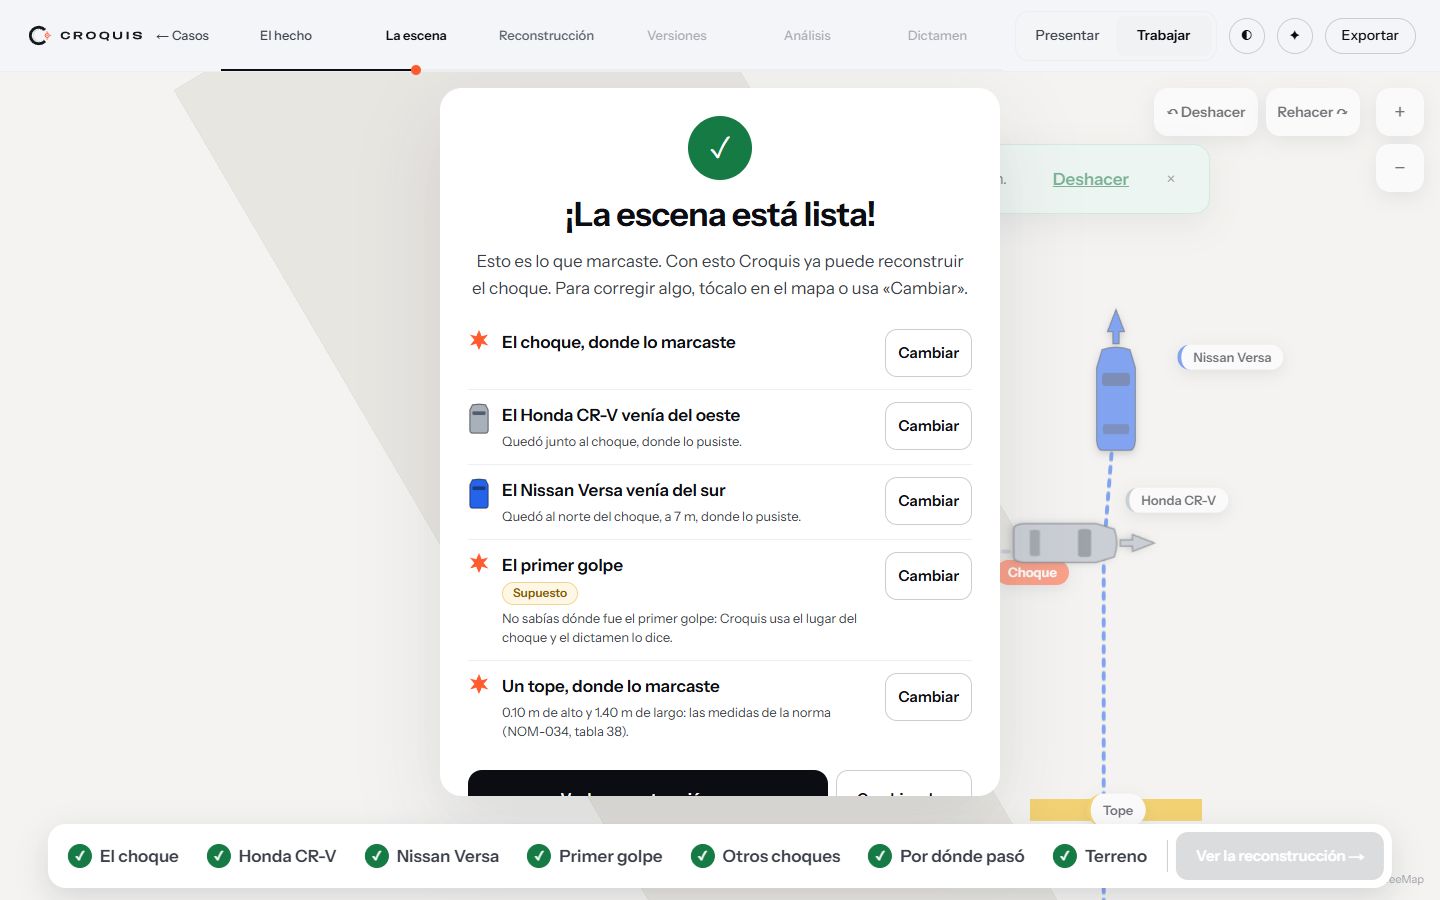 CROQUIS
← Casos
El hecho
La escena
Reconstrucción
Versiones
Análisis
Dictamen
Presentar
Trabajar
Exportar
Deshacer
Rehacer
+
Deshacer
×
−
✓
¡La escena está lista!
Esto es lo que marcaste. Con esto Croquis ya puede reconstruir
el choque. Para corregir algo, tócalo en el mapa o usa «Cambiar».
El choque, donde lo marcaste
Cambiar
El Honda CR-V venía del oeste
Quedó junto al choque, donde lo pusiste.
Cambiar
El Nissan Versa venía del sur
Quedó al norte del choque, a 7 m, donde lo pusiste.
Cambiar
El primer golpe
Supuesto
No sabías dónde fue el primer golpe: Croquis usa el lugar del
choque y el dictamen lo dice.
Cambiar
Un tope, donde lo marcaste
0.10 m de alto y 1.40 m de largo: las medidas de la norma
(NOM-034, tabla 38).
Cambiar
Nissan Versa
Honda CR-V
Choque
Tope
El choque
Honda CR-V
Nissan Versa
Primer golpe
Otros choques
Por dónde pasó
Terreno
Ver la reconstrucción →